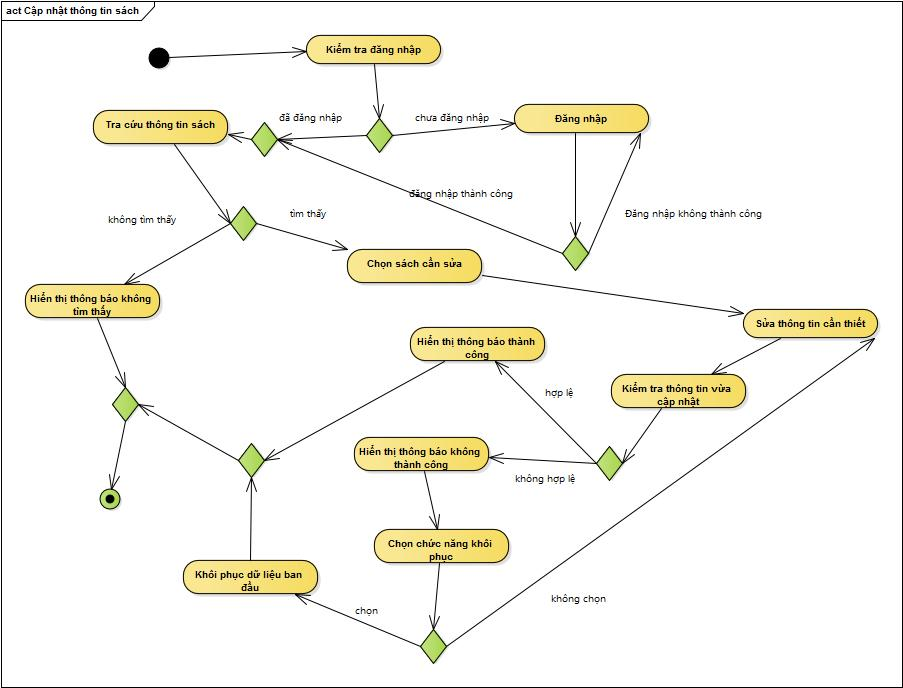 act Cập nhật thông tin sách
Kiểm tra đăng nhập
Tra cứu thông tin sách
đã đăng nhập
chưa đăng nhập
Đăng nhập
đăng nhập thành công
Đăng nhập không thành công
không tìm thấy
tìm thấy
Chọn sách cần sửa
Hiển thị thông báo không
tìm thấy
Sửa thông tin cần thiết
Hiển thị thông báo thành
công
Kiểm tra thông tin vừa
cập nhật
hợp lệ
Hiển thị thông báo không
thành công
không hợp lệ
Chọn chức năng khôi
phục
Khôi phục dữ liệu ban
đầu
chọn
không chọn